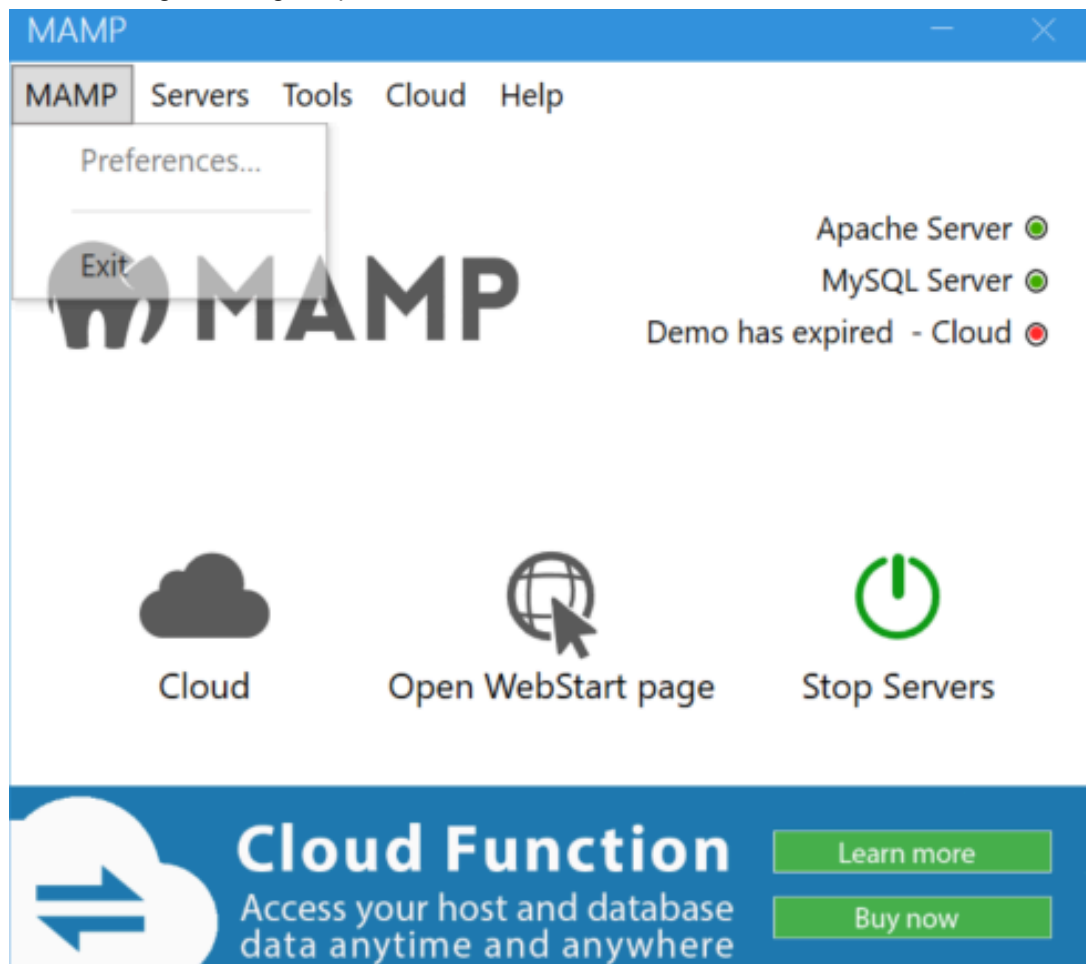 MAMP
MAMP Servers Tools Cloud Help
Preferences...
Exit
MAMP
Apache Server
MySQL Server
Demo has expired - Cloud
Cloud
Open WebStart page
Stop Servers
Cloud Function
Access your host and database
data anytime and anywhere
Learn more
Buy now